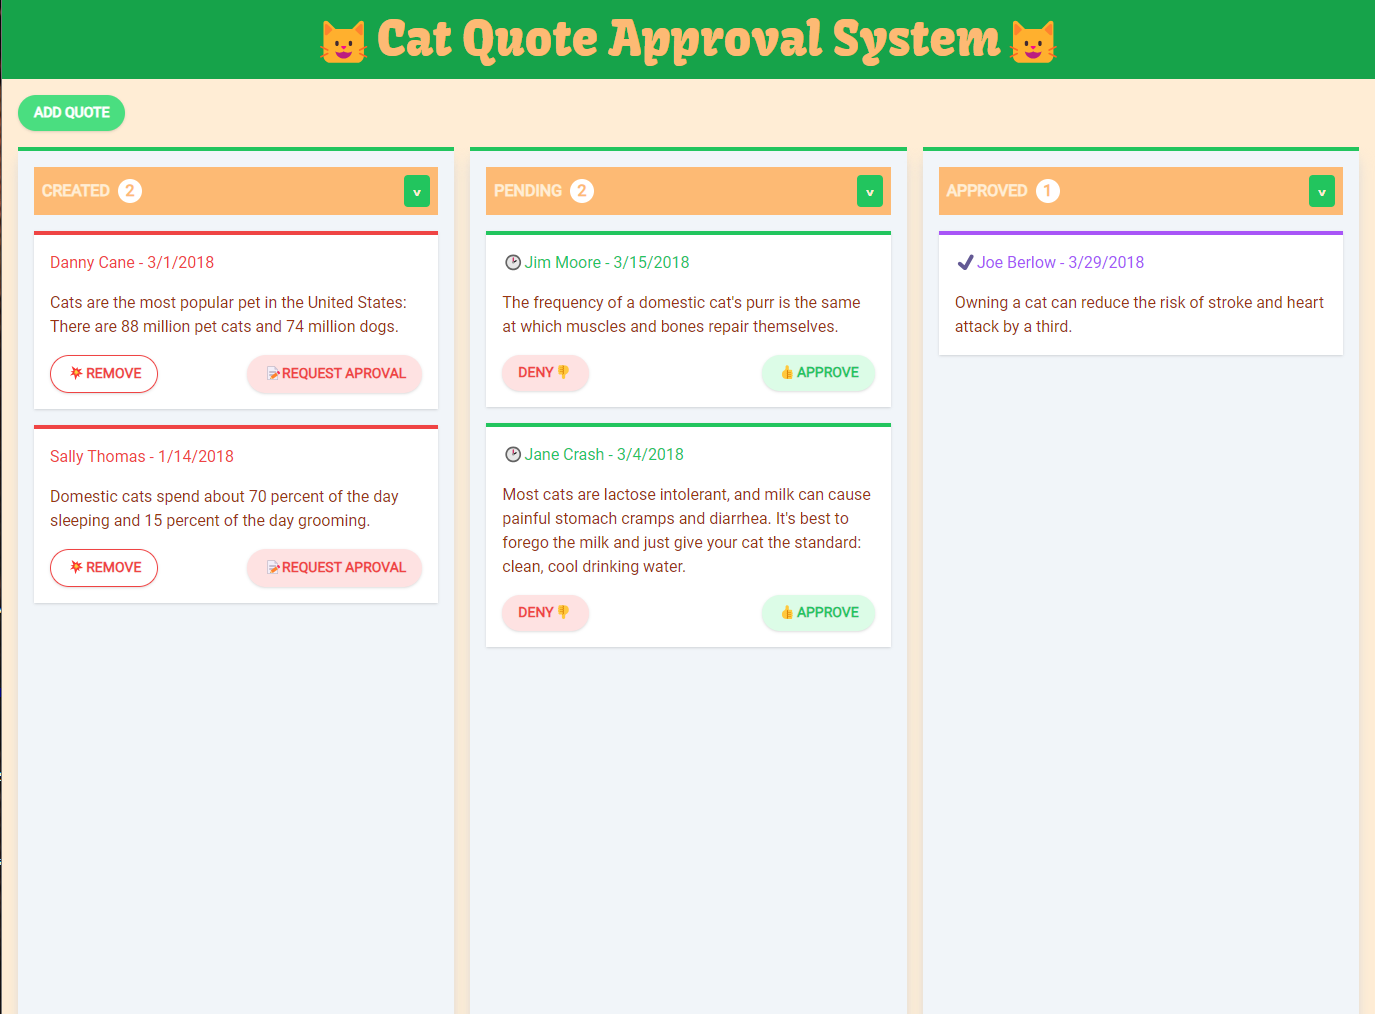 Cat Quote Approval System
ADD QUOTE
CREATED 2 v
Danny Cane - 3/1/2018
Cats are the most popular pet in the United States:
There are 88 million pet cats and 74 million dogs.
REMOVE
REQUEST APROVAL
Sally Thomas - 1/14/2018
Domestic cats spend about 70 percent of the day
sleeping and 15 percent of the day grooming.
REMOVE
REQUEST APROVAL
PENDING 2 v
Jim Moore - 3/15/2018
The frequency of a domestic cat's purr is the same
at which muscles and bones repair themselves.
DENY
APPROVE
Jane Crash - 3/4/2018
Most cats are lactose intolerant, and milk can cause
painful stomach cramps and diarrhea. It's best to
forego the milk and just give your cat the standard:
clean, cool drinking water.
DENY
APPROVE
APPROVED 1 v
Joe Berlow - 3/29/2018
Owning a cat can reduce the risk of stroke and heart
attack by a third.